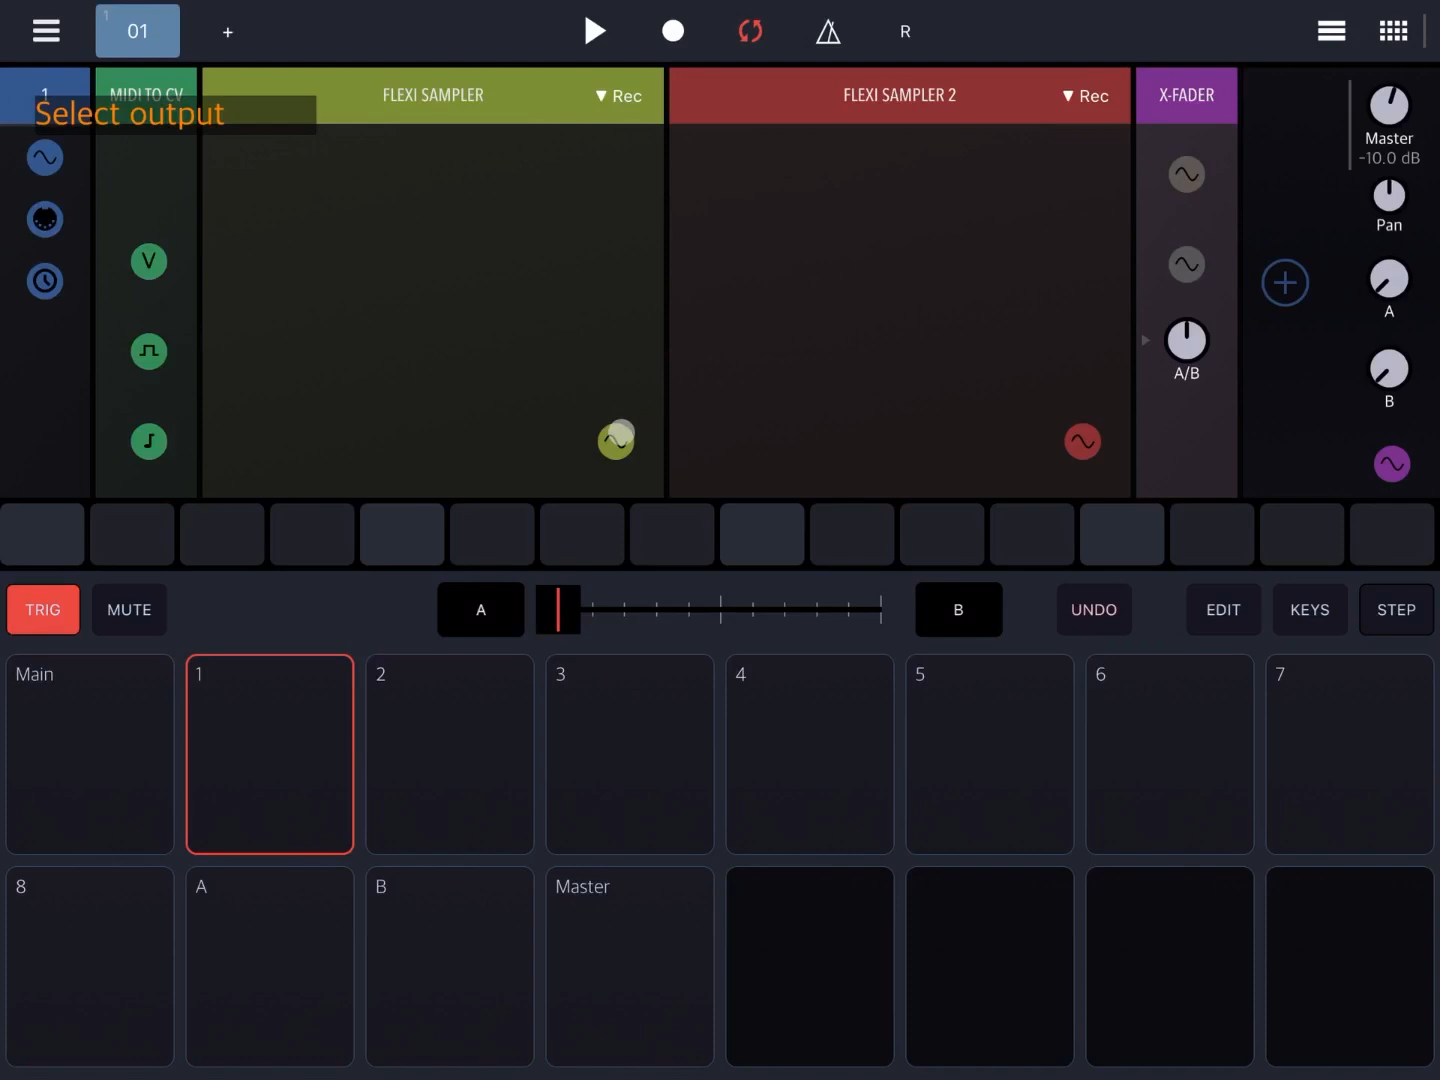 1
01
+
R
1
MIDI TO CV
Select output
FLEXI SAMPLER
▼ Rec
FLEXI SAMPLER 2
▼ Rec
X-FADER
Master
-10.0 dB
Pan
A
B
A/B
V
TRIG
MUTE
A
B
UNDO
EDIT
KEYS
STEP
Main
1
2
3
4
5
6
7
8
A
B
Master